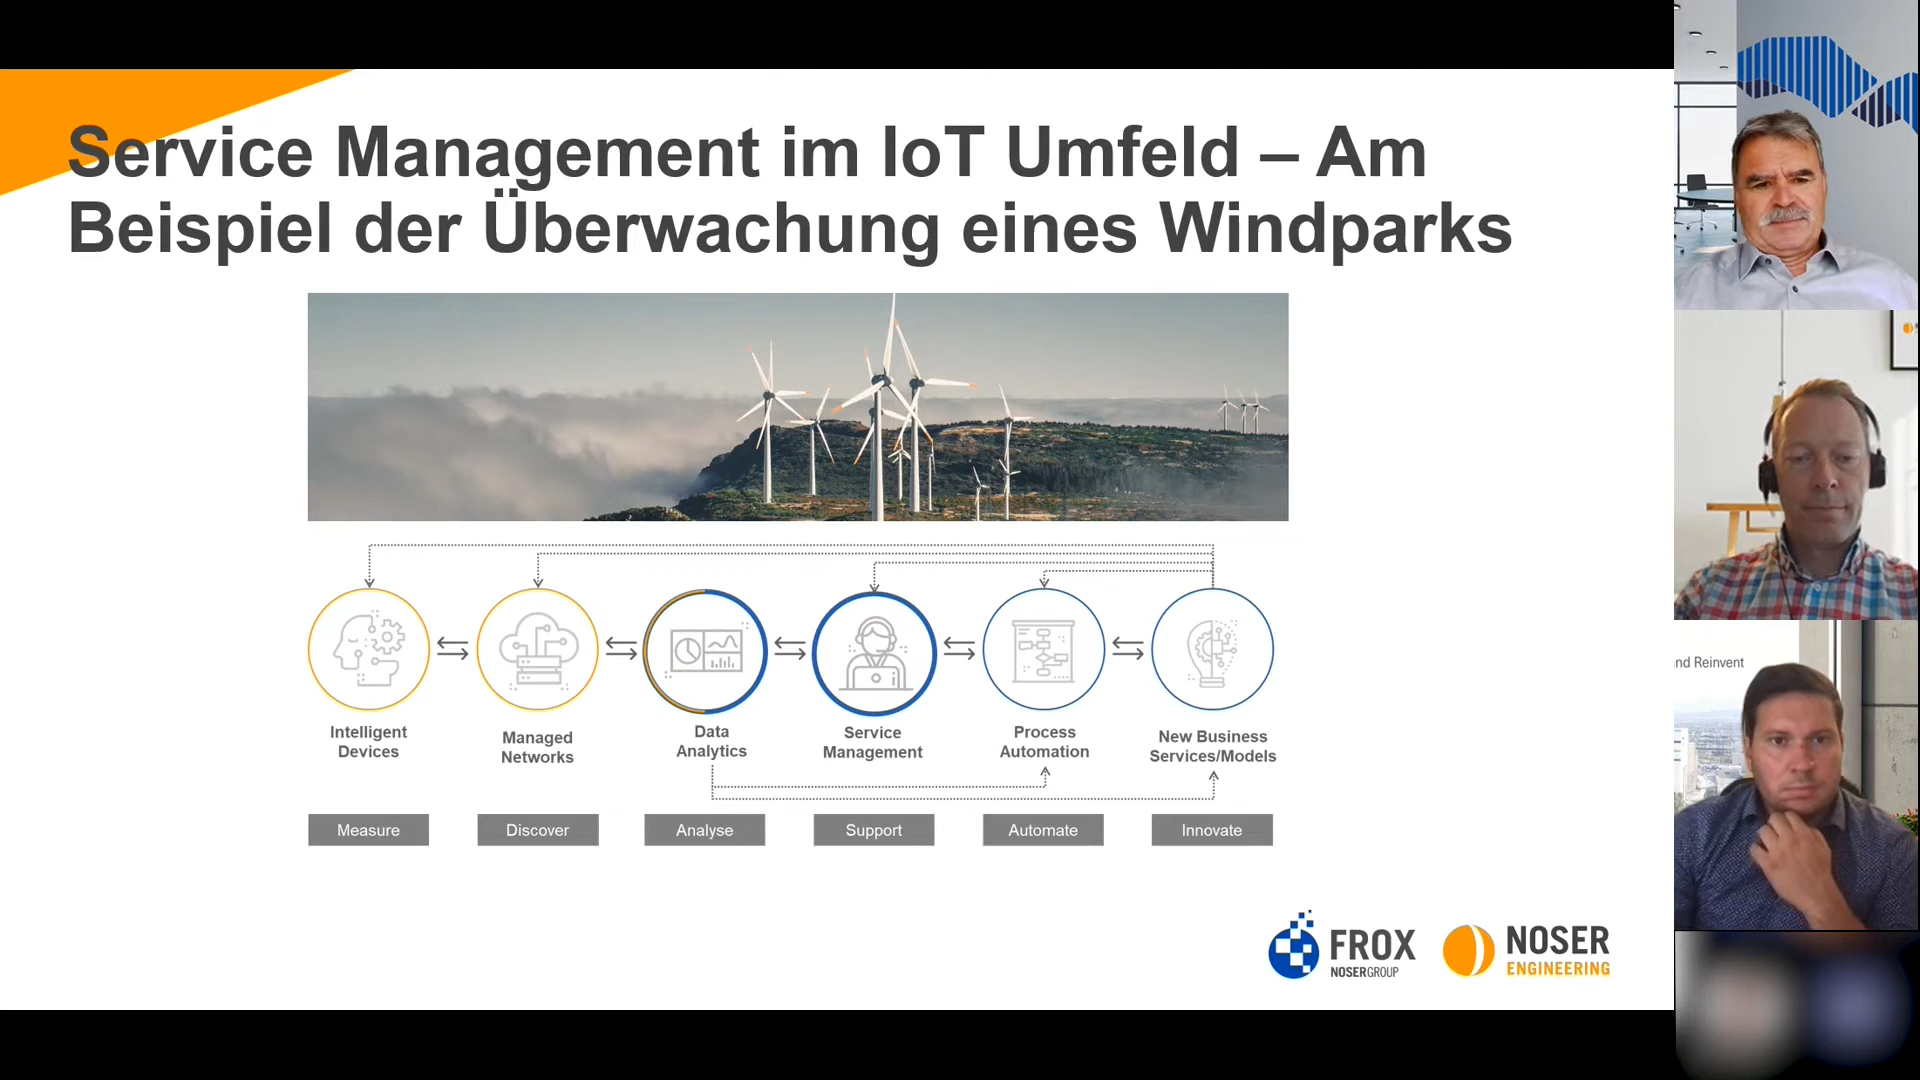 Service Management im IoT Umfeld – Am
Beispiel der Überwachung eines Windparks
Intelligent
Devices
Managed
Networks
Data
Analytics
Service
Management
Process
Automation
New Business
Services/Models
Measure
Discover
Analyse
Support
Automate
Innovate
FROX
NOSERGROUP
NOSER
ENGINEERING
nd Reinvent